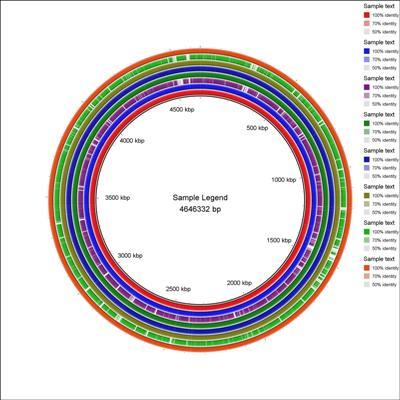 4500 kbp
500 kbp
4000 kbp
1000 kbp
3500 kbp
Sample Legend
4646332 bp
1500 kbp
3000 kbp
2000 kbp
2500 kbp
Sample text
100% identity
70% identity
50% identity
Sample text
100% identity
70% identity
50% identity
Sample text
100% identity
70% identity
50% identity
Sample text
100% identity
70% identity
50% identity
Sample text
100% identity
70% identity
50% identity
Sample text
100% identity
70% identity
50% identity
Sample text
100% identity
70% identity
50% identity
Sample text
100% identity
70% identity
50% identity